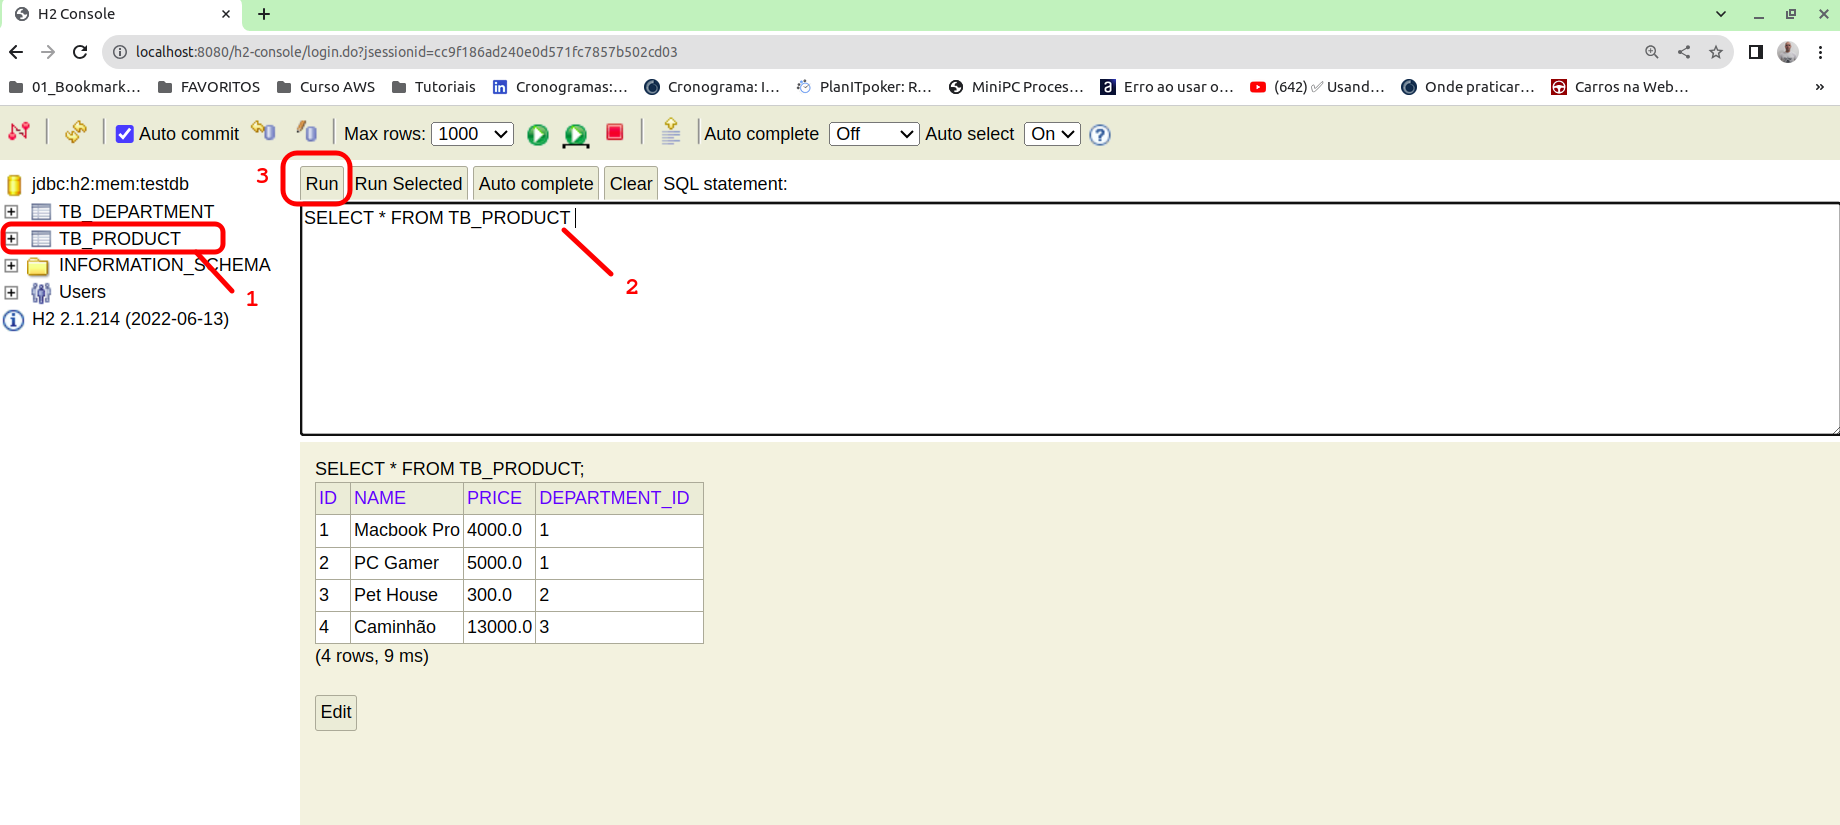 H2 Console
localhost:8080/h2-console/login.do?jsessionid=cc9f186ad240e0d571fc7857b502cd03
01_Bookmark... FAVORITOS Curso AWS Tutoriais Cronogramas:... Cronograma: I... PlanITpoker: R... MiniPC Proces... Erro ao usar o... (642) ✅ Usand... Onde praticar... Carros na Web... »
Auto commit Max rows: 1000 Auto complete Off Auto select On ?
jdbc:h2:mem:testdb
TB_DEPARTMENT
TB_PRODUCT
INFORMATION_SCHEMA
Users
H2 2.1.214 (2022-06-13)
1
3
Run Run Selected Auto complete Clear SQL statement:
SELECT * FROM TB_PRODUCT
2
SELECT * FROM TB_PRODUCT;
ID NAME PRICE DEPARTMENT_ID
1 Macbook Pro 4000.0 1
2 PC Gamer 5000.0 1
3 Pet House 300.0 2
4 Caminhão 13000.0 3
(4 rows, 9 ms)
Edit